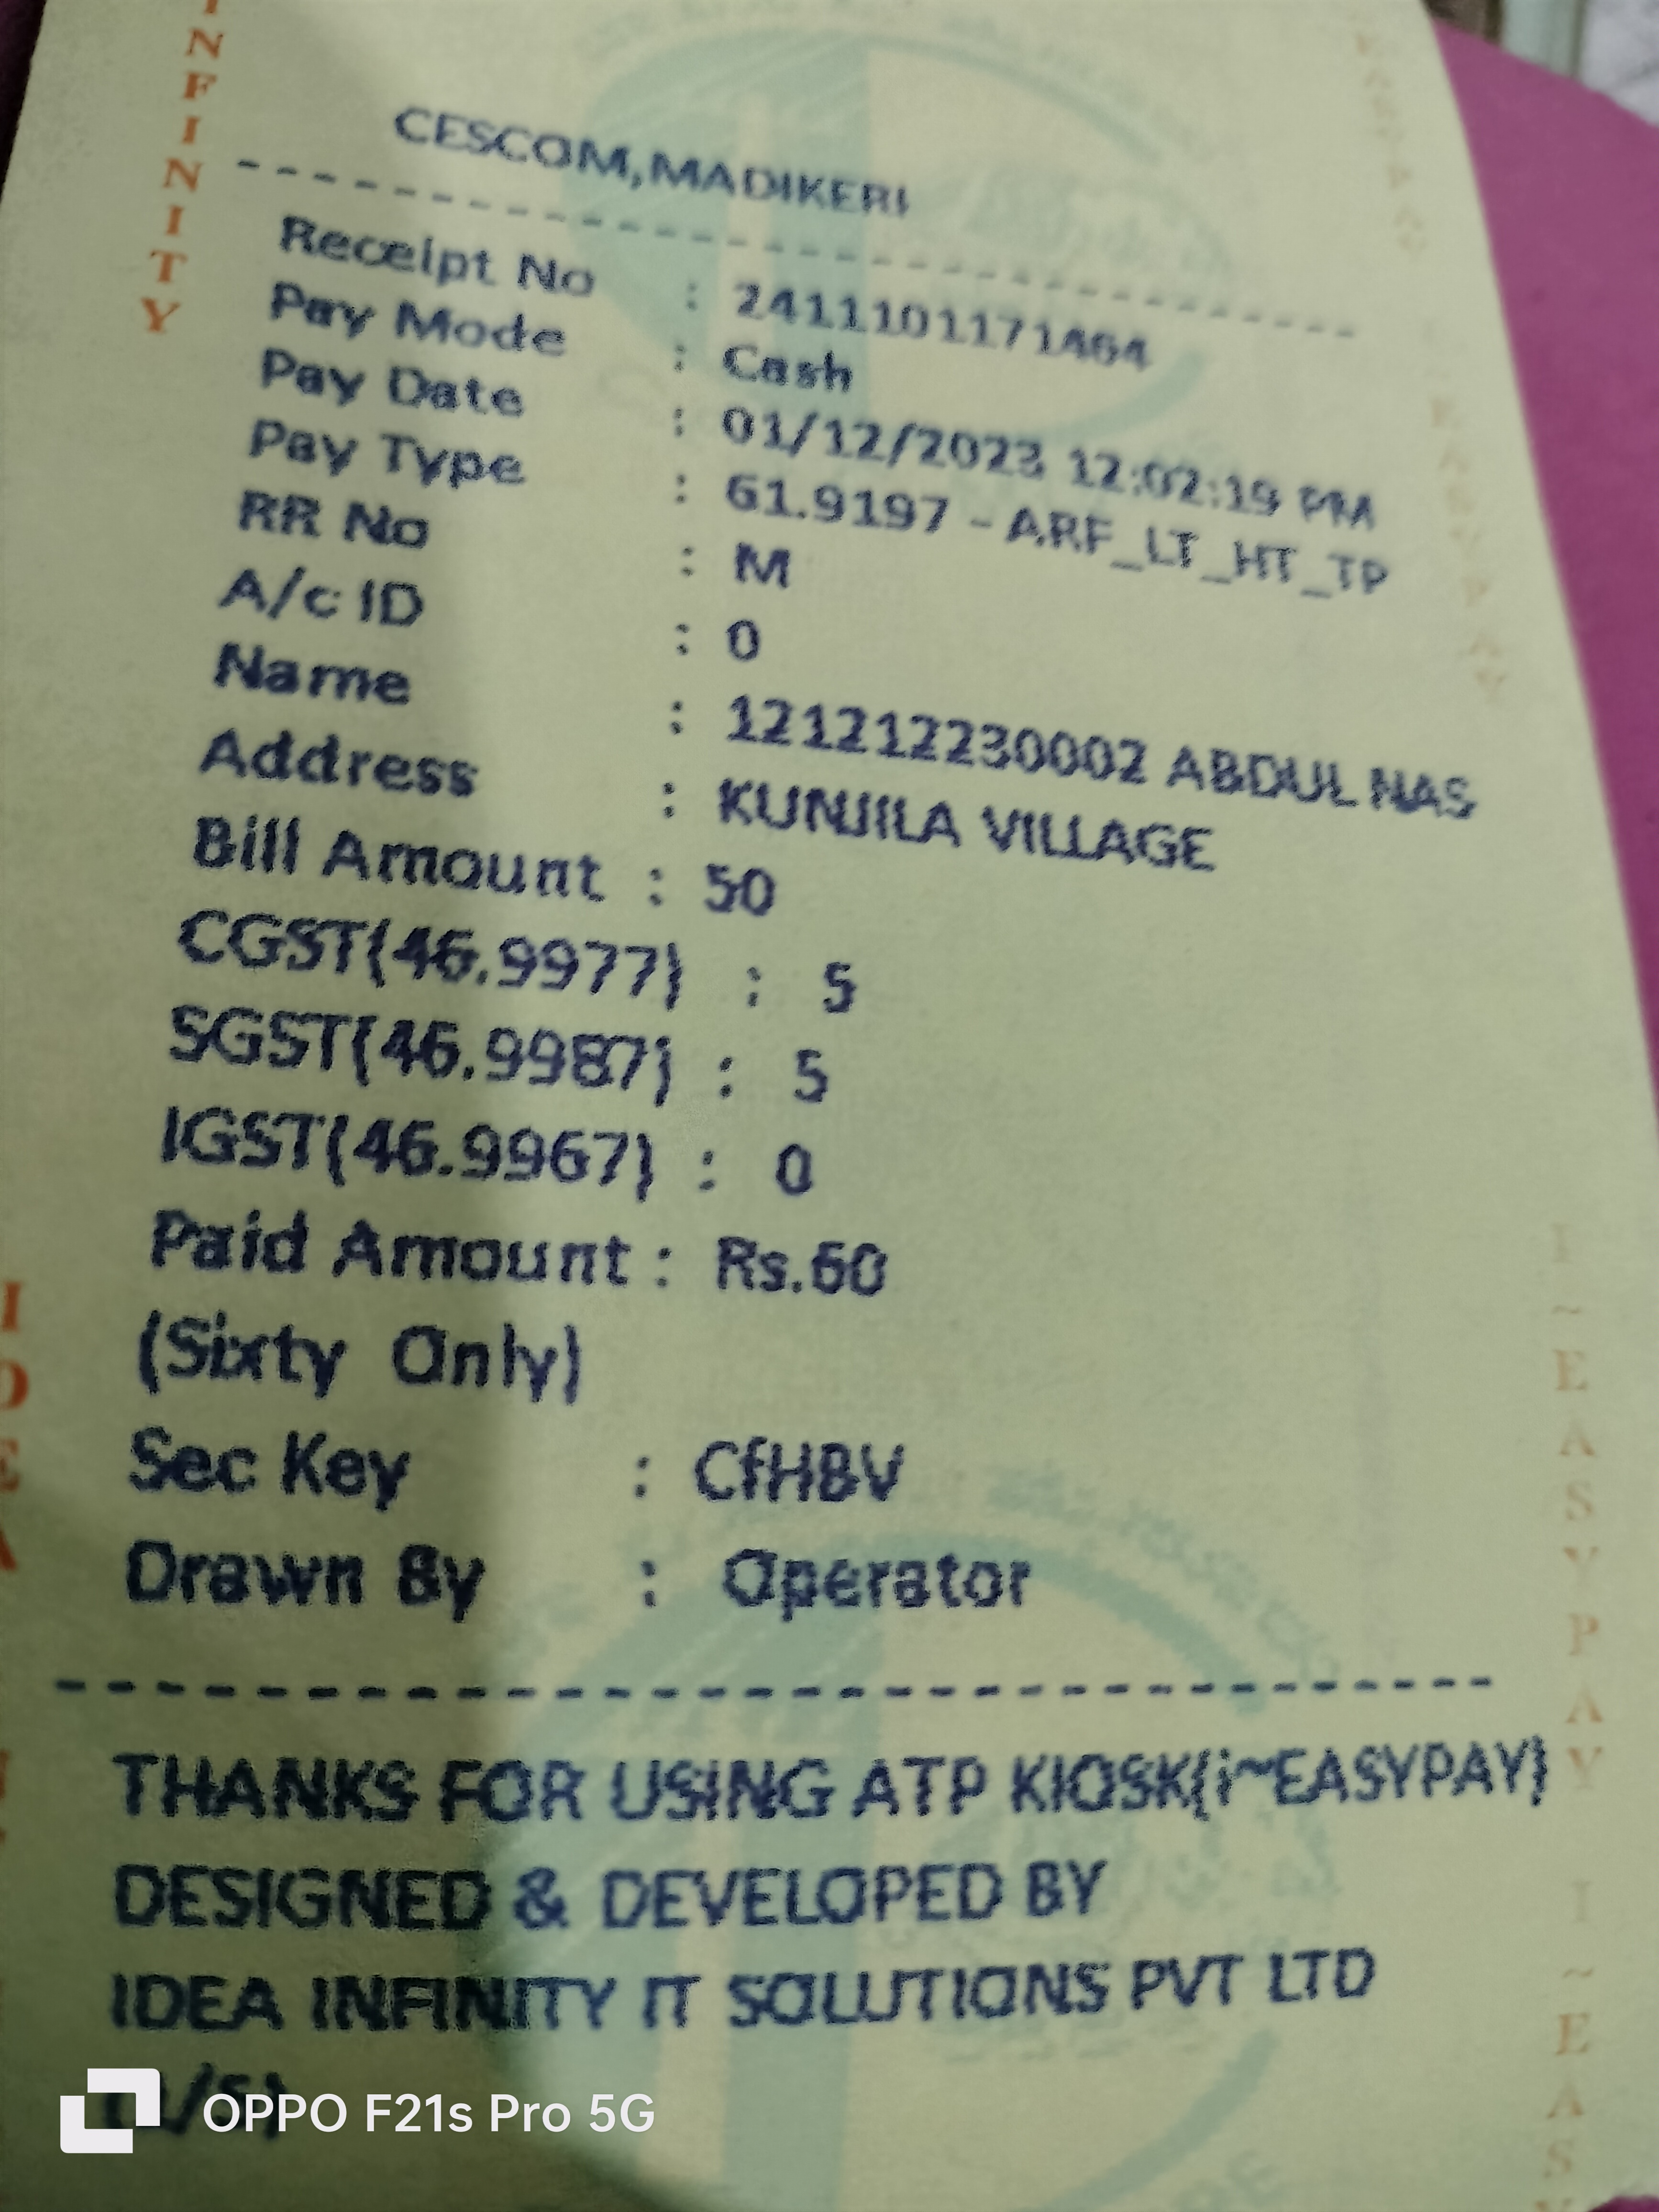 INFINITY
CESCOM,MADIKERI
Receipt No : 2411101171464
Pay Mode : Cash
Pay Date : 01/12/2023 12:02:19 PM
Pay Type : 61.9197 - ARF_LT_HT_TP
RR No : M
A/c ID : 0
Name : 121212230002 ABDUL NAS
Address : KUNJILA VILLAGE
Bill Amount : 50
CGST(46.9977) : 5
SGST(46.9987) : 5
IGST(46.9967) : 0
Paid Amount : Rs.60
(Sixty Only)
Sec Key : CfHBV
Drawn By : Operator
THANKS FOR USING ATP KIOSK(i~EASYPAY)
DESIGNED & DEVELOPED BY
IDEA INFINITY IT SOLUTIONS PVT LTD
IDEA
I~EASYPAY
OPPO F21s Pro 5G